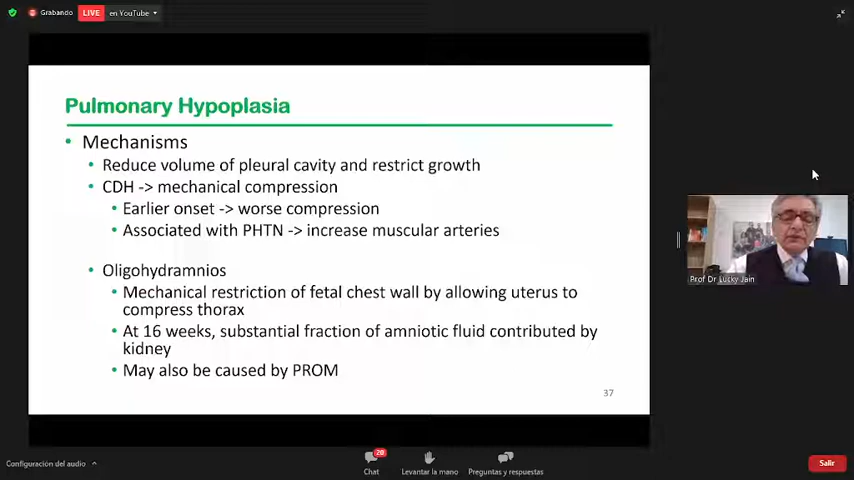 Grabando
LIVE en YouTube
Pulmonary Hypoplasia
• Mechanisms
• Reduce volume of pleural cavity and restrict growth
• CDH -> mechanical compression
• Earlier onset -> worse compression
• Associated with PHTN -> increase muscular arteries
• Oligohydramnios
• Mechanical restriction of fetal chest wall by allowing uterus to
compress thorax
• At 16 weeks, substantial fraction of amniotic fluid contributed by
kidney
• May also be caused by PROM
37
Prof Dr Lucky Jain
Configuración del audio
28
Chat
Levantar la mano
Preguntas y respuestas
Salir